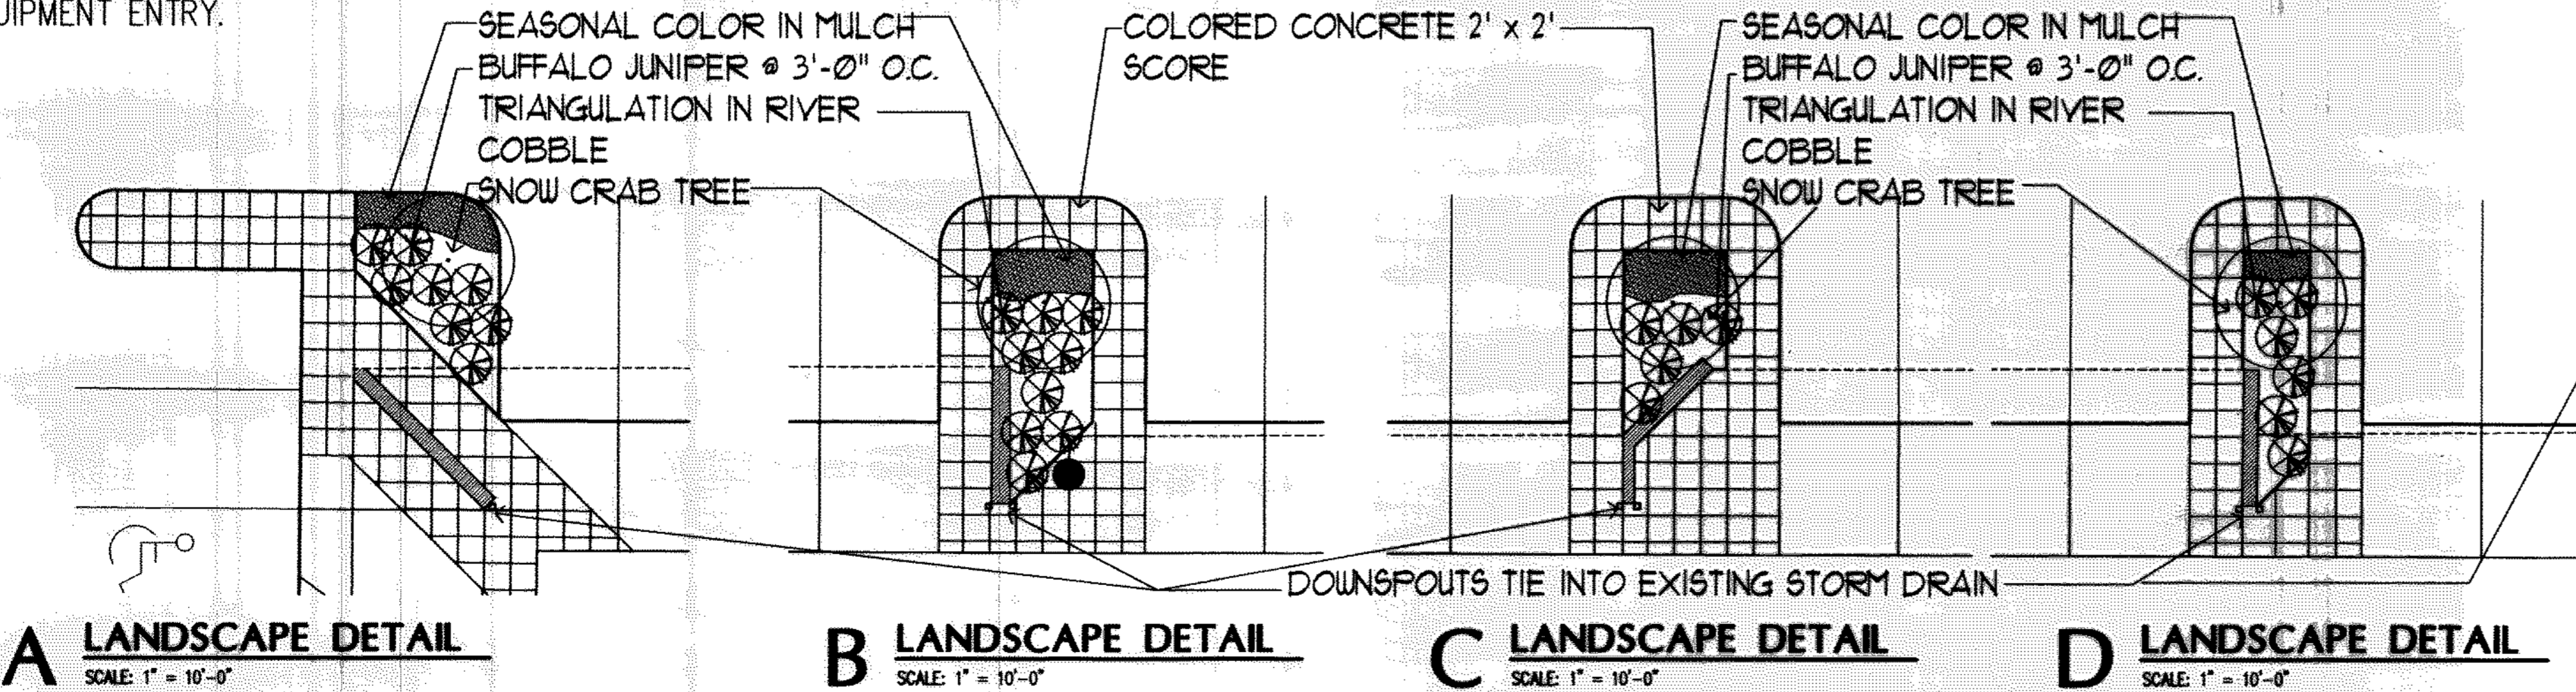 UIPMENT ENTRY.
SEASONAL COLOR IN MULCH
BUFFALO JUNIPER @ 3'-0" O.C.
TRIANGULATION IN RIVER
COBBLE
SNOW CRAB TREE
COLORED CONCRETE 2' x 2'
SCORE
SEASONAL COLOR IN MULCH
BUFFALO JUNIPER @ 3'-0" O.C.
TRIANGULATION IN RIVER
COBBLE
SNOW CRAB TREE
DOWNSPOUTS TIE INTO EXISTING STORM DRAIN
A LANDSCAPE DETAIL
SCALE: 1" = 10'-0"
B LANDSCAPE DETAIL
SCALE: 1" = 10'-0"
C LANDSCAPE DETAIL
SCALE: 1" = 10'-0"
D LANDSCAPE DETAIL
SCALE: 1" = 10'-0"